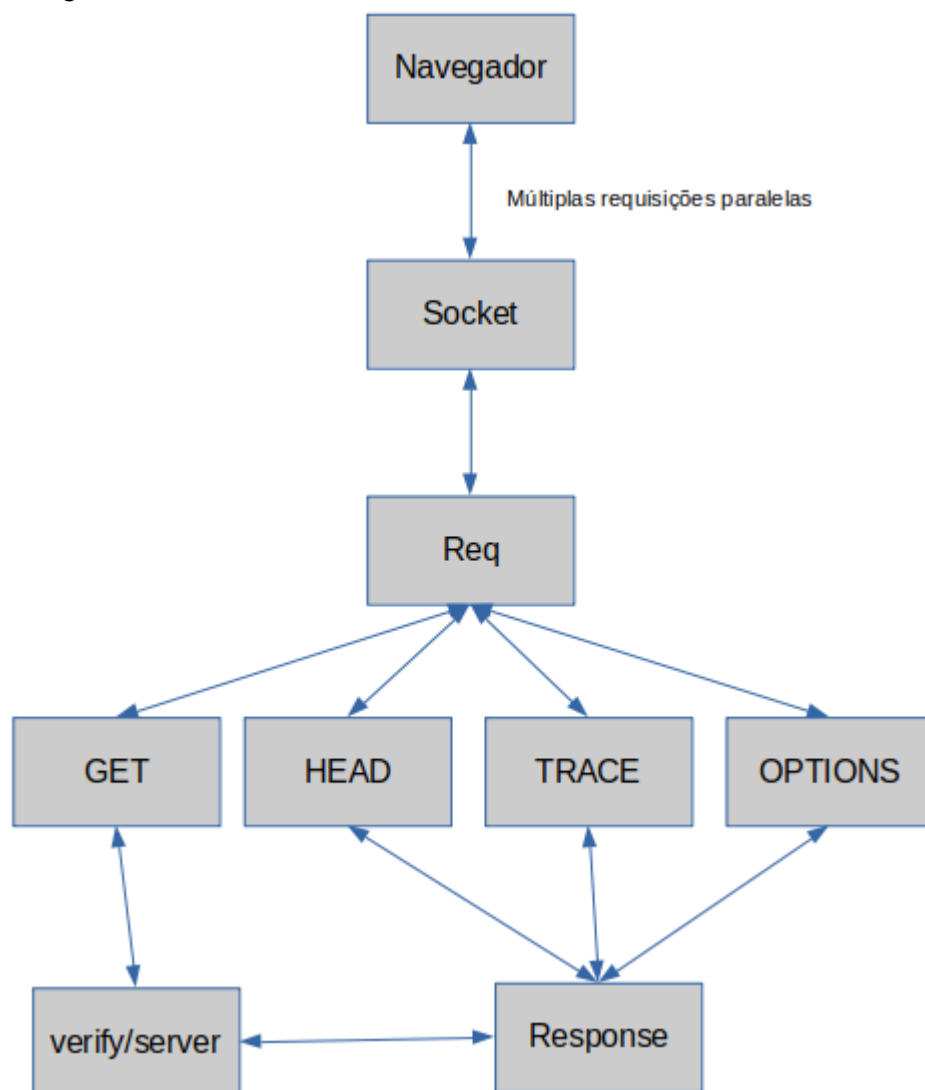 Navegador
Múltiplas requisições paralelas
Socket
Req
GET
HEAD
TRACE
OPTIONS
verify/server
Response